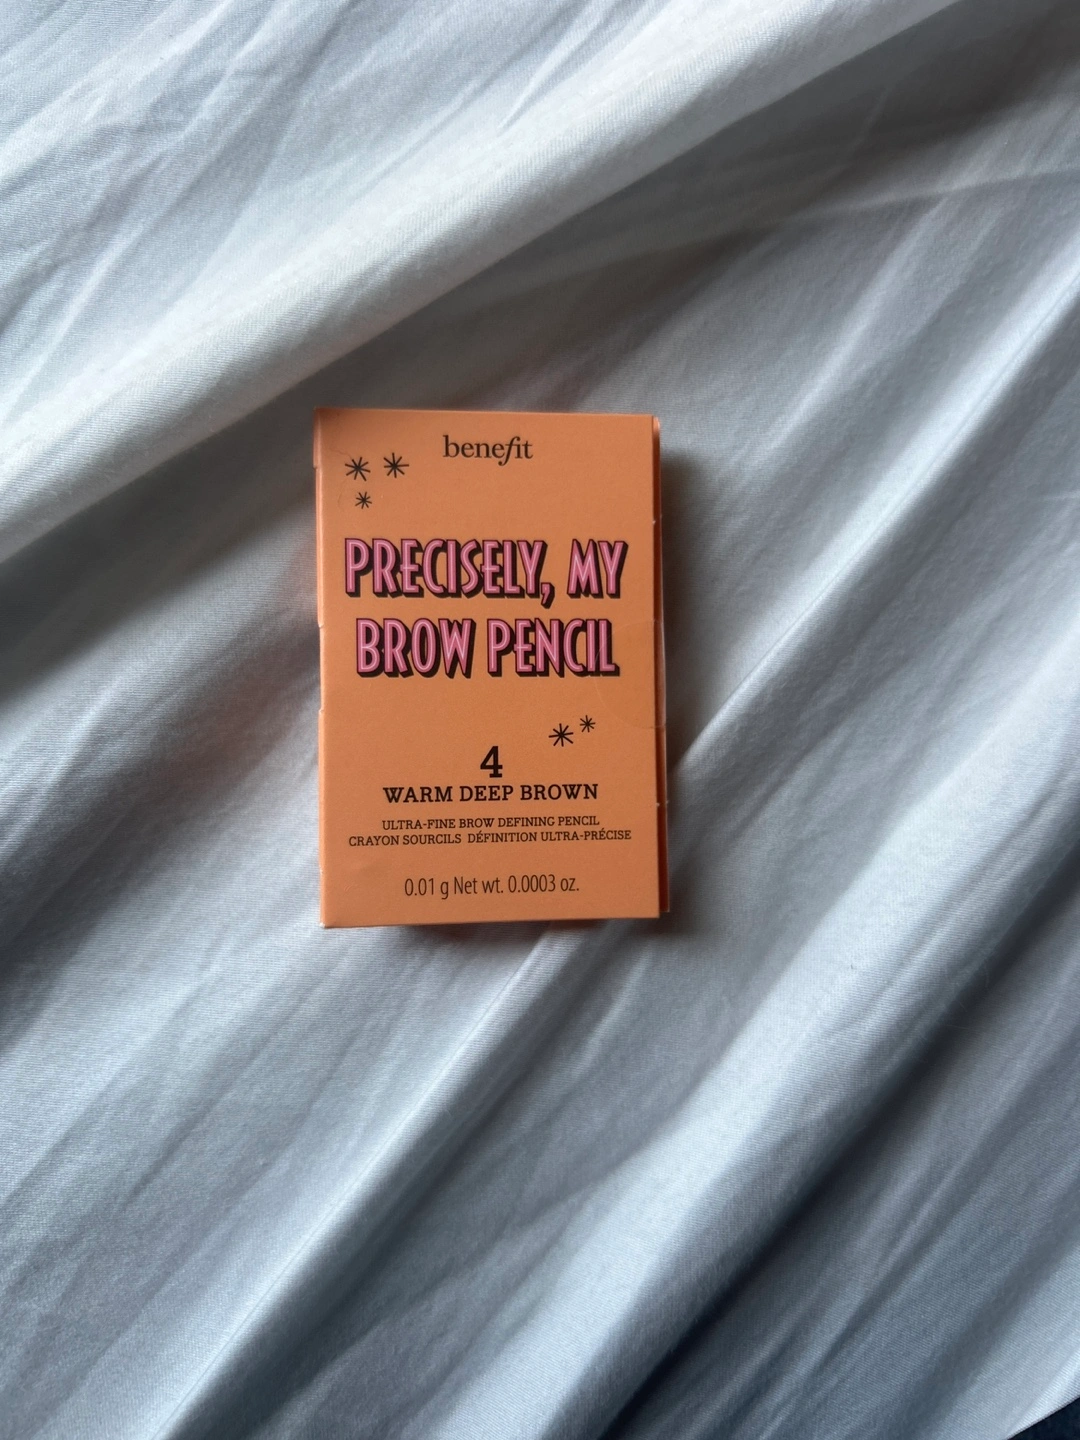 benefit
PRECISELY, MY
BROW PENCIL
4
WARM DEEP BROWN
ULTRA-FINE BROW DEFINING PENCIL
CRAYON SOURCILS DÉFINITION ULTRA-PRÉCISE
0.01 g Net wt. 0.0003 oz.